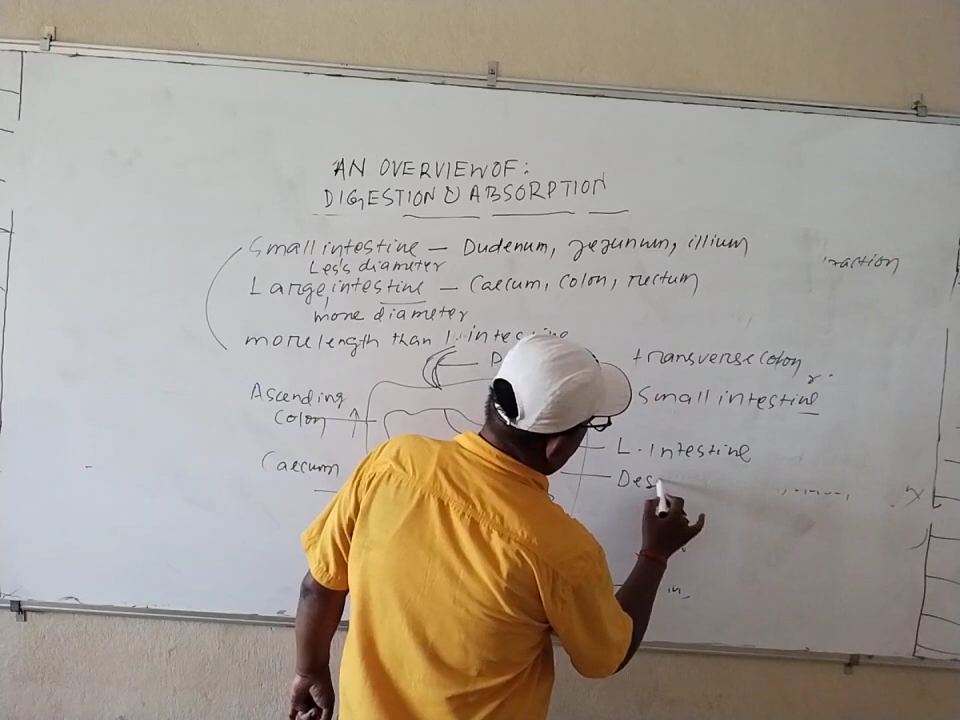 AN OVERVIEW OF:
DIGESTION & ABSORPTION
Small intestine — Dudenum, jejunum, illium
Less diameter
Large intestine — Caecum, Colon, rectum
more diameter
more length than L. intestine
transverse colon
Ascending
Colon
Small intestine
Caecum
L. Intestine
Des